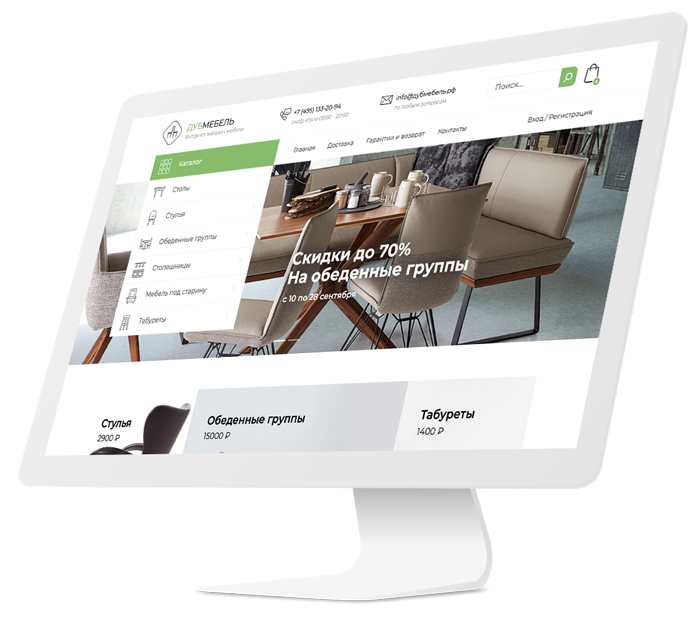 ДУБМЕБЕЛЬ
Интернет магазин мебели
+7 (495) 133-20-94
ежедневно 08:00 20:00
info@дубмебель.рф
по любым вопросам
Поиск...
Каталог
Главная
Доставка
Гарантии и возврат
Контакты
Вход / Регистрация
Столы
Стулья
Обеденные группы
Столешницы
Мебель под старину
Табуреты
Скидки до 70%
На обеденные группы
с 10 по 28 сентября
Стулья
2900 ₽
Обеденные группы
15000 ₽
Табуреты
1400 ₽